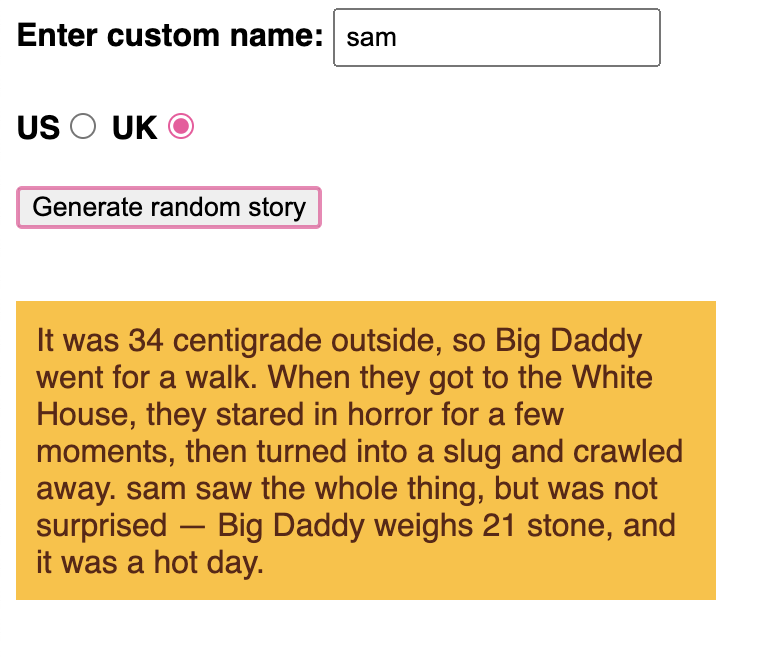 Enter custom name: sam
US UK
Generate random story
It was 34 centigrade outside, so Big Daddy
went for a walk. When they got to the White
House, they stared in horror for a few
moments, then turned into a slug and crawled
away. sam saw the whole thing, but was not
surprised — Big Daddy weighs 21 stone, and
it was a hot day.